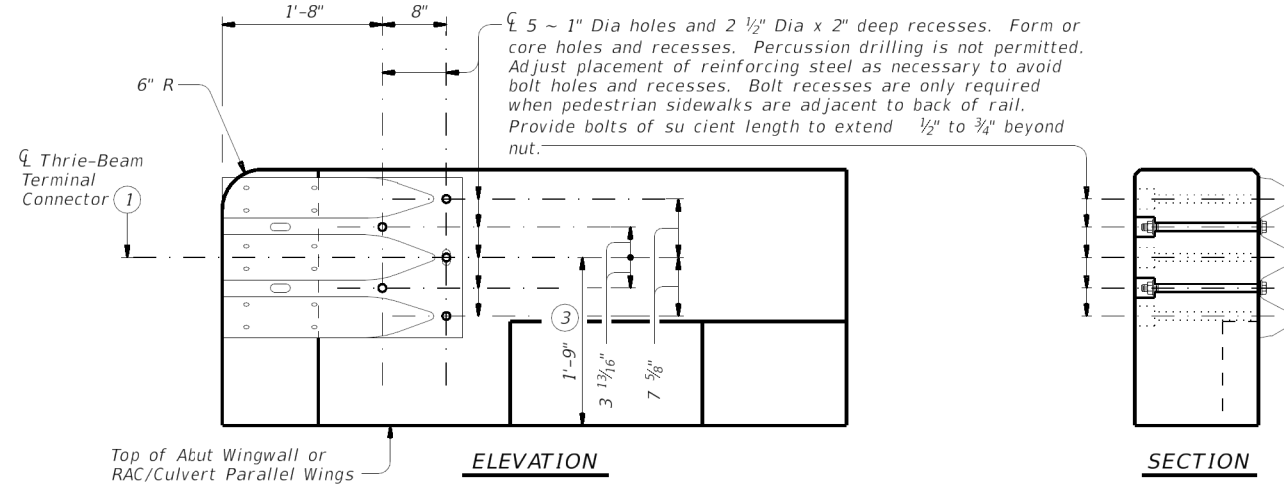 1'-8"
8"
℄ 5 ~ 1" Dia holes and 2 ½" Dia x 2" deep recesses. Form or
core holes and recesses. Percussion drilling is not permitted.
Adjust placement of reinforcing steel as necessary to avoid
bolt holes and recesses. Bolt recesses are only required
when pedestrian sidewalks are adjacent to back of rail.
Provide bolts of su cient length to extend ½" to ¾" beyond
nut.
6" R
℄ Thrie-Beam
Terminal
Connector 1
3
1'-9"
3 13/16"
7 5/8"
Top of Abut Wingwall or
RAC/Culvert Parallel Wings
ELEVATION
SECTION